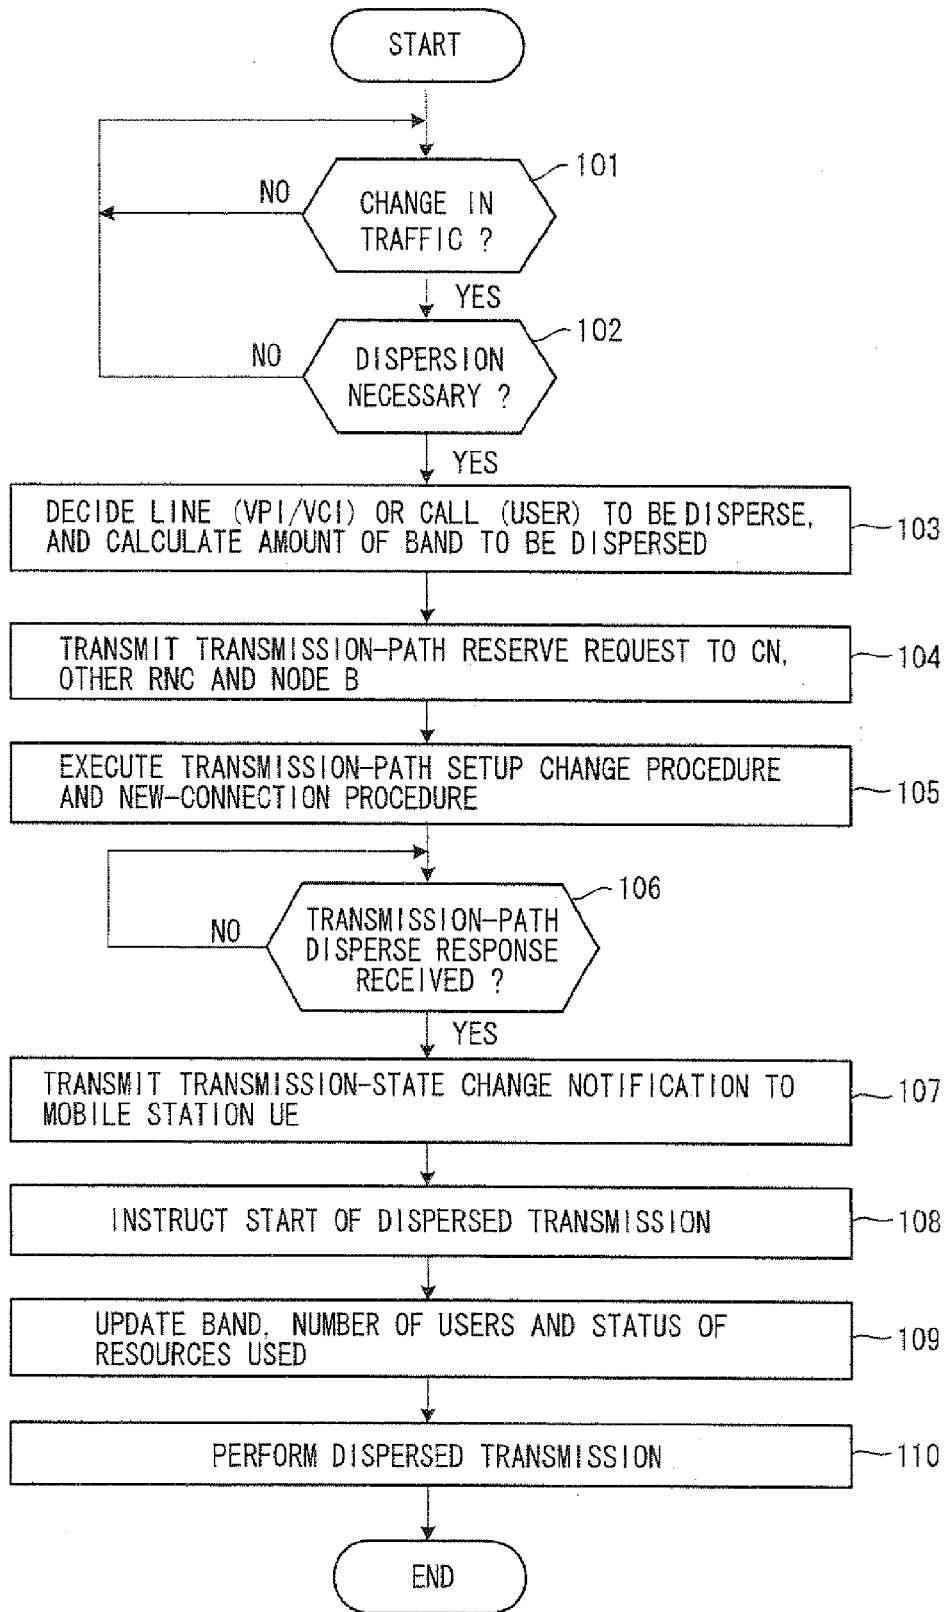 START
101
NO
CHANGE IN
TRAFFIC ?
YES
102
NO
DISPERSION
NECESSARY ?
YES
DECIDE LINE (VPI/VCI) OR CALL (USER) TO BE DISPERSE,
AND CALCULATE AMOUNT OF BAND TO BE DISPERSED
103
TRANSMIT TRANSMISSION-PATH RESERVE REQUEST TO CN,
OTHER RNC AND NODE B
104
EXECUTE TRANSMISSION-PATH SETUP CHANGE PROCEDURE
AND NEW-CONNECTION PROCEDURE
105
106
NO
TRANSMISSION-PATH
DISPERSE RESPONSE
RECEIVED ?
YES
TRANSMIT TRANSMISSION-STATE CHANGE NOTIFICATION TO
MOBILE STATION UE
107
INSTRUCT START OF DISPERSED TRANSMISSION
108
UPDATE BAND, NUMBER OF USERS AND STATUS OF
RESOURCES USED
109
PERFORM DISPERSED TRANSMISSION
110
END